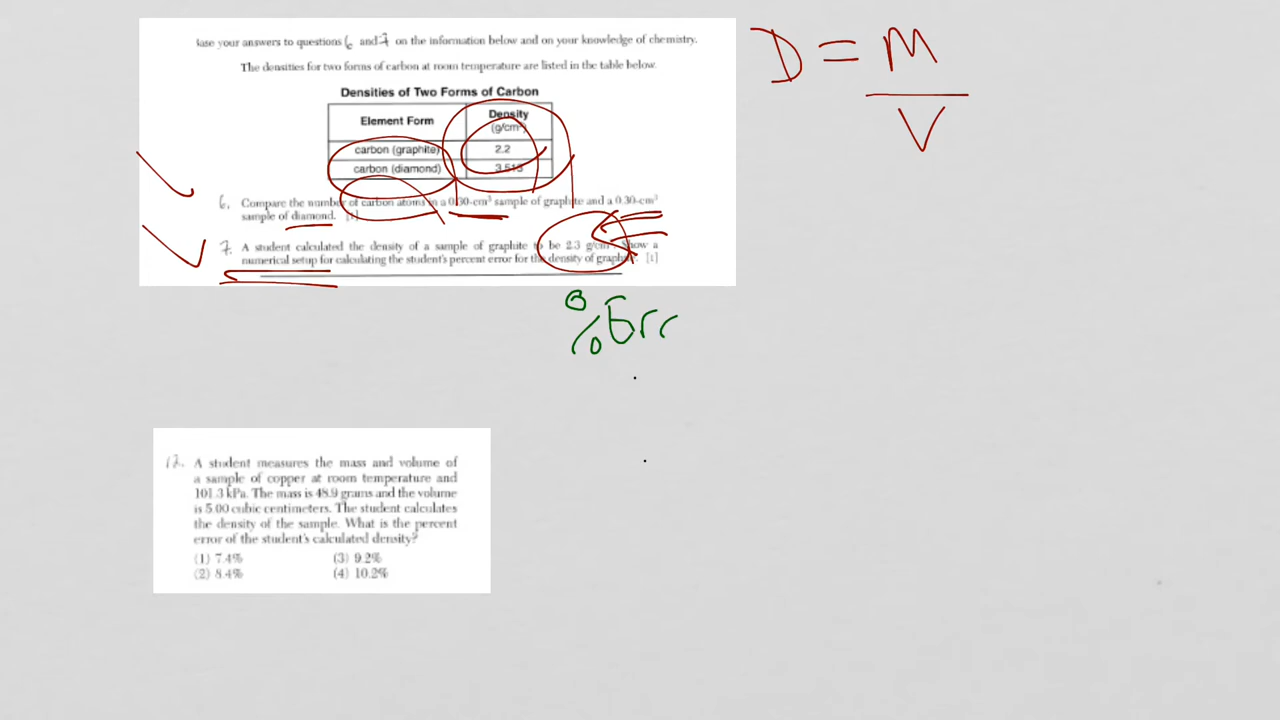 Base your answers to questions 6 and 7 on the information below and on your knowledge of chemistry.
The densities for two forms of carbon at room temperature are listed in the table below.
Densities of Two Forms of Carbon
Element Form Density (g/cm³)
carbon (graphite) 2.2
carbon (diamond) 3.513
6. Compare the number of carbon atoms in a 0.30-cm³ sample of graphite and a 0.30-cm³
sample of diamond. [1]
7. A student calculated the density of a sample of graphite to be 2.3 g/cm³. Show a
numerical setup for calculating the student's percent error for the density of graphite. [1]
D = M
V
% Err
12. A student measures the mass and volume of
a sample of copper at room temperature and
101.3 kPa. The mass is 48.9 grams and the volume
is 5.00 cubic centimeters. The student calculates
the density of the sample. What is the percent
error of the student's calculated density?
(1) 7.4% (3) 9.2%
(2) 8.4% (4) 10.2%